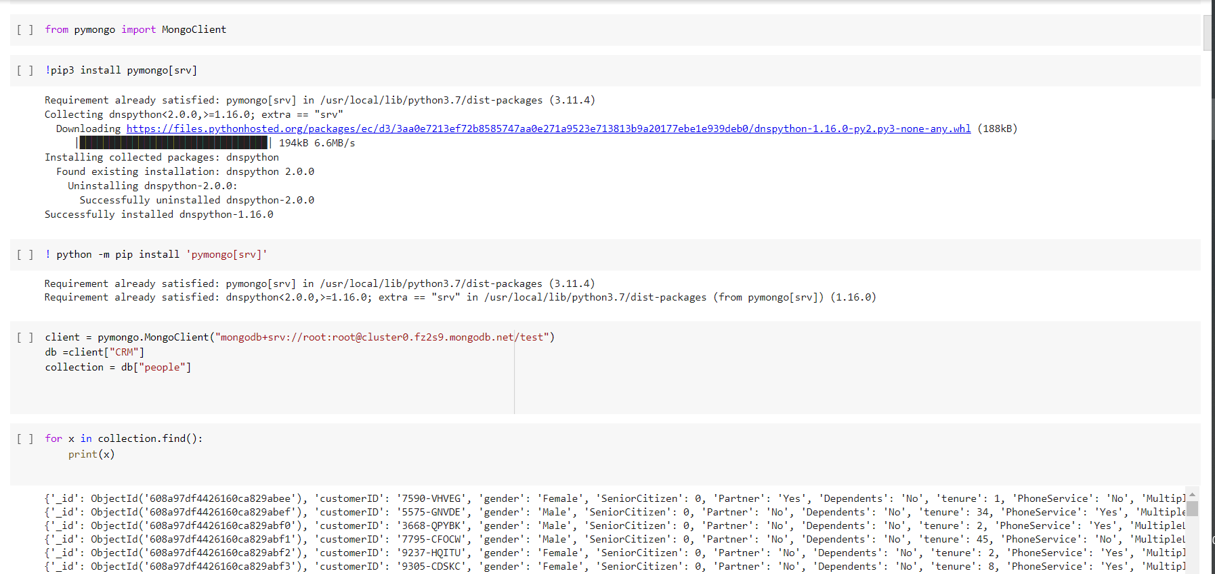 [ ] from pymongo import MongoClient
[ ] !pip3 install pymongo[srv]
Requirement already satisfied: pymongo[srv] in /usr/local/lib/python3.7/dist-packages (3.11.4)
Collecting dnspython<2.0.0,>=1.16.0; extra == "srv"
Downloading https://files.pythonhosted.org/packages/ec/d3/3aa0e7213ef72b8585747aa0e271a9523e713813b9a20177ebe1e939deb0/dnspython-1.16.0-py2.py3-none-any.whl (188kB)
|████████████████████████████████| 194kB 6.6MB/s
Installing collected packages: dnspython
Found existing installation: dnspython 2.0.0
Uninstalling dnspython-2.0.0:
Successfully uninstalled dnspython-2.0.0
Successfully installed dnspython-1.16.0
[ ] ! python -m pip install 'pymongo[srv]'
Requirement already satisfied: pymongo[srv] in /usr/local/lib/python3.7/dist-packages (3.11.4)
Requirement already satisfied: dnspython<2.0.0,>=1.16.0; extra == "srv" in /usr/local/lib/python3.7/dist-packages (from pymongo[srv]) (1.16.0)
[ ] client = pymongo.MongoClient("mongodb+srv://root:root@cluster0.fz2s9.mongodb.net/test")
db =client["CRM"]
collection = db["people"]
[ ] for x in collection.find():
print(x)
{'_id': ObjectId('608a97df4426160ca829abee'), 'customerID': '7590-VHVEG', 'gender': 'Female', 'SeniorCitizen': 0, 'Partner': 'Yes', 'Dependents': 'No', 'tenure': 1, 'PhoneService': 'No', 'Multipl
{'_id': ObjectId('608a97df4426160ca829abef'), 'customerID': '5575-GNVDE', 'gender': 'Male', 'SeniorCitizen': 0, 'Partner': 'No', 'Dependents': 'No', 'tenure': 34, 'PhoneService': 'Yes', 'Multiple
{'_id': ObjectId('608a97df4426160ca829abf0'), 'customerID': '3668-QPYBK', 'gender': 'Male', 'SeniorCitizen': 0, 'Partner': 'No', 'Dependents': 'No', 'tenure': 2, 'PhoneService': 'Yes', 'MultipleL
{'_id': ObjectId('608a97df4426160ca829abf1'), 'customerID': '7795-CFOCW', 'gender': 'Male', 'SeniorCitizen': 0, 'Partner': 'No', 'Dependents': 'No', 'tenure': 45, 'PhoneService': 'No', 'MultipleL
{'_id': ObjectId('608a97df4426160ca829abf2'), 'customerID': '9237-HQITU', 'gender': 'Female', 'SeniorCitizen': 0, 'Partner': 'No', 'Dependents': 'No', 'tenure': 2, 'PhoneService': 'Yes', 'Multipl
{'_id': ObjectId('608a97df4426160ca829abf3'), 'customerID': '9305-CDSKC', 'gender': 'Female', 'SeniorCitizen': 0, 'Partner': 'No', 'Dependents': 'No', 'tenure': 8, 'PhoneService': 'Yes', 'Multipl